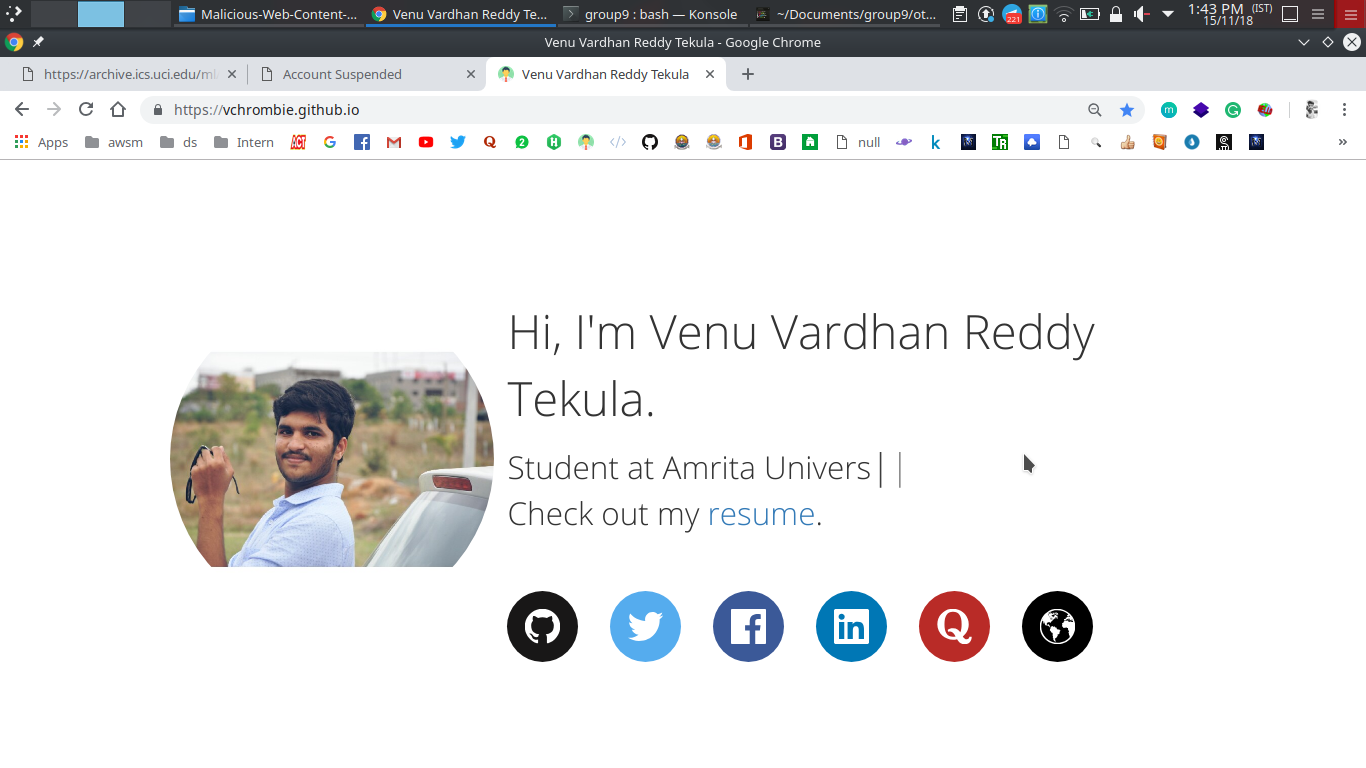 Malicious-Web-Content-...
Venu Vardhan Reddy Te...
group9 : bash — Konsole
~/Documents/group9/ot...
221
1:43 PM (IST)
15/11/18
Venu Vardhan Reddy Tekula - Google Chrome
https://archive.ics.uci.edu/ml
Account Suspended
Venu Vardhan Reddy Tekula
https://vchrombie.github.io
Apps
awsm
ds
Intern
null
»
Hi, I'm Venu Vardhan Reddy
Tekula.
Student at Amrita Univers||
Check out my resume.